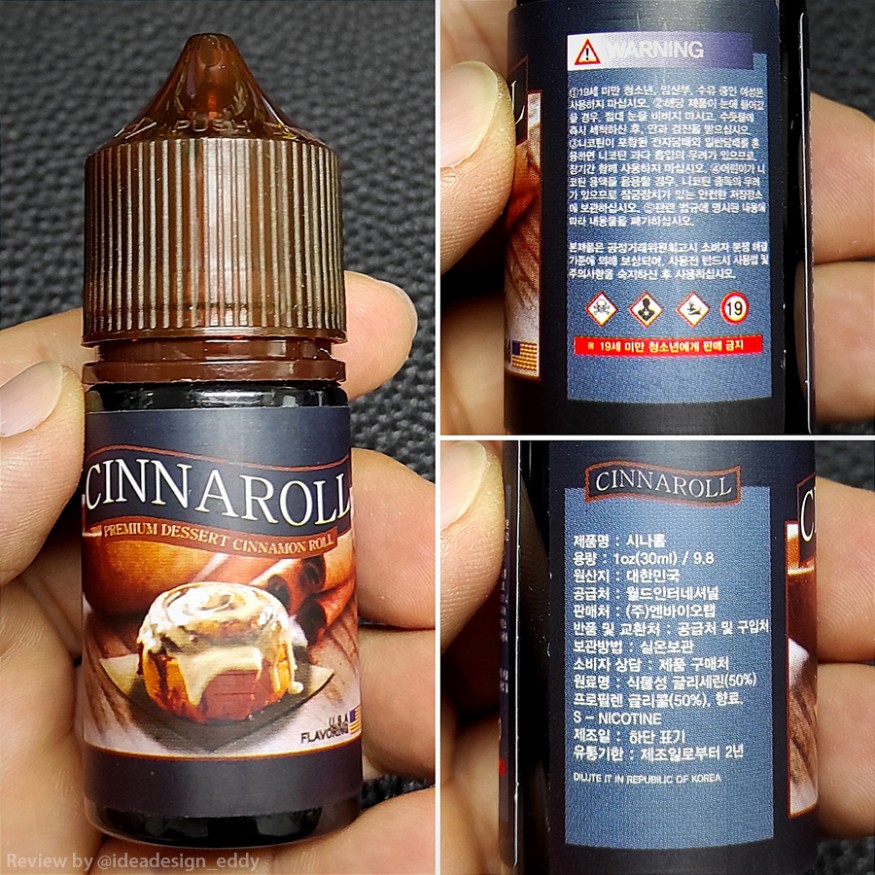 PUSH
CINNAROLL
PREMIUM DESSERT CINNAMON ROLL
U.S.A
FLAVORING
Review by @ideadesign_eddy
WARNING
①19세 미만 청소년, 임산부, 수유 중인 여성은
사용하지 마십시오. ②해당 제품이 눈에 들어갔
을 경우, 절대 눈을 비비지 마시고, 수돗물에
즉시 세척하신 후, 안과 검진을 받으십시오.
③니코틴이 포함된 전자담배와 일반담배를 혼
용하면 니코틴 과다 흡입의 우려가 있으므로,
장기간 함께 사용하지 마십시오. ④어린이가 니
코틴 용액을 음용할 경우, 니코틴 중독의 우려
가 있으므로 잠금장치가 있는 안전한 저장장소
에 보관하십시오. ⑤관련 법규에 명시된 내용에
따라 내용물을 폐기하십시오.
본제품은 공정거래위원회고시 소비자 분쟁 해결
기준에 의해 보상되며, 사용전 반드시 사용법 및
주의사항을 숙지하신 후 사용하십시오.
19
※ 19세 미만 청소년에게 판매 금지
CINNAROLL
제품명 : 시나롤
용량 : 1oz(30ml) / 9.8
원산지 : 대한민국
공급처 : 월드인터네셔널
판매처 : (주)엔바이오랩
반품 및 교환처 : 공급처 및 구입처
보관방법 : 실온보관
소비자 상담 : 제품 구매처
원료명 : 식물성 글리세린(50%)
프로필렌 글리콜(50%), 향료,
S - NICOTINE
제조일 : 하단 표기
유통기한 : 제조일로부터 2년
DILUTE IT IN REPUBLIC OF KOREA